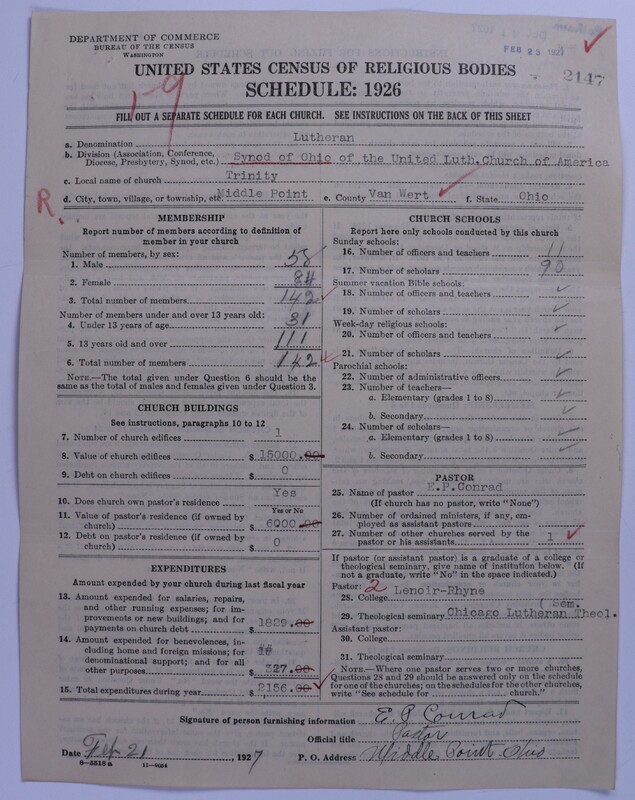 DEPARTMENT OF COMMERCE
BUREAU OF THE CENSUS
WASHINGTON
FEB 23 1927
2147
UNITED STATES CENSUS OF RELIGIOUS BODIES
SCHEDULE: 1926
1-9
FILL OUT A SEPARATE SCHEDULE FOR EACH CHURCH. SEE INSTRUCTIONS ON THE BACK OF THIS SHEET
a. Denomination Lutheran
b. Division (Association, Conference, Diocese, Presbytery, Synod, etc.) Synod of Ohio of the United Luth. Church of America
c. Local name of church Trinity
R.
d. City, town, village, or township, etc. Middle Point e. County Van Wert f. State Ohio
MEMBERSHIP
Report number of members according to definition of
member in your church
Number of members, by sex:
1. Male 58
2. Female 84
3. Total number of members 142
Number of members under and over 13 years old:
4. Under 13 years of age 31
5. 13 years old and over 111
6. Total number of members 142
NOTE.—The total given under Question 6 should be the
same as the total of males and females given under Question 3.
CHURCH BUILDINGS
See instructions, paragraphs 10 to 12
7. Number of church edifices 1
8. Value of church edifices $ 15000.00
9. Debt on church edifices $ 0
10. Does church own pastor's residence Yes
Yes or No
11. Value of pastor's residence (if owned by
church) $ 6000.00
12. Debt on pastor's residence (if owned by
church) $ 0
EXPENDITURES
Amount expended by your church during last fiscal year
13. Amount expended for salaries, repairs,
and other running expenses; for im-
provements or new buildings; and for
payments on church debt $ 1829.00
14. Amount expended for benevolences, in-
cluding home and foreign missions; for
denominational support; and for all
other purposes $ 327.00
15. Total expenditures during year $ 2156.00
CHURCH SCHOOLS
Report here only schools conducted by this church
Sunday schools:
16. Number of officers and teachers 11
17. Number of scholars 90
Summer vacation Bible schools:
18. Number of officers and teachers
19. Number of scholars
Week-day religious schools:
20. Number of officers and teachers
21. Number of scholars
Parochial schools:
22. Number of administrative officers
23. Number of teachers—
a. Elementary (grades 1 to 8)
b. Secondary
24. Number of scholars—
a. Elementary (grades 1 to 8)
b. Secondary
PASTOR
25. Name of pastor E.P.Conrad
(If church has no pastor, write "None")
26. Number of ordained ministers, if any, em-
ployed as assistant pastors
27. Number of other churches served by the
pastor or his assistants 1
If pastor (or assistant pastor) is a graduate of a college or
theological seminary, give name of institution below. (If
not a graduate, write "No" in the space indicated.)
Pastor: 2
28. College Lenoir-Rhyne
( Sem.
29. Theological seminary Chicago Lutheran Theol.
Assistant pastor:
30. College
31. Theological seminary
NOTE.—Where one pastor serves two or more churches,
Questions 28 and 29 should be answered only on the schedule
for one of the churches; on the schedules for the other churches,
write "See schedule for church."
Signature of person furnishing information E. P. Conrad
Official title Pastor
Date Feb 21, 1927 P. O. Address Middle Point Ohio
8-5518 a 11-9084